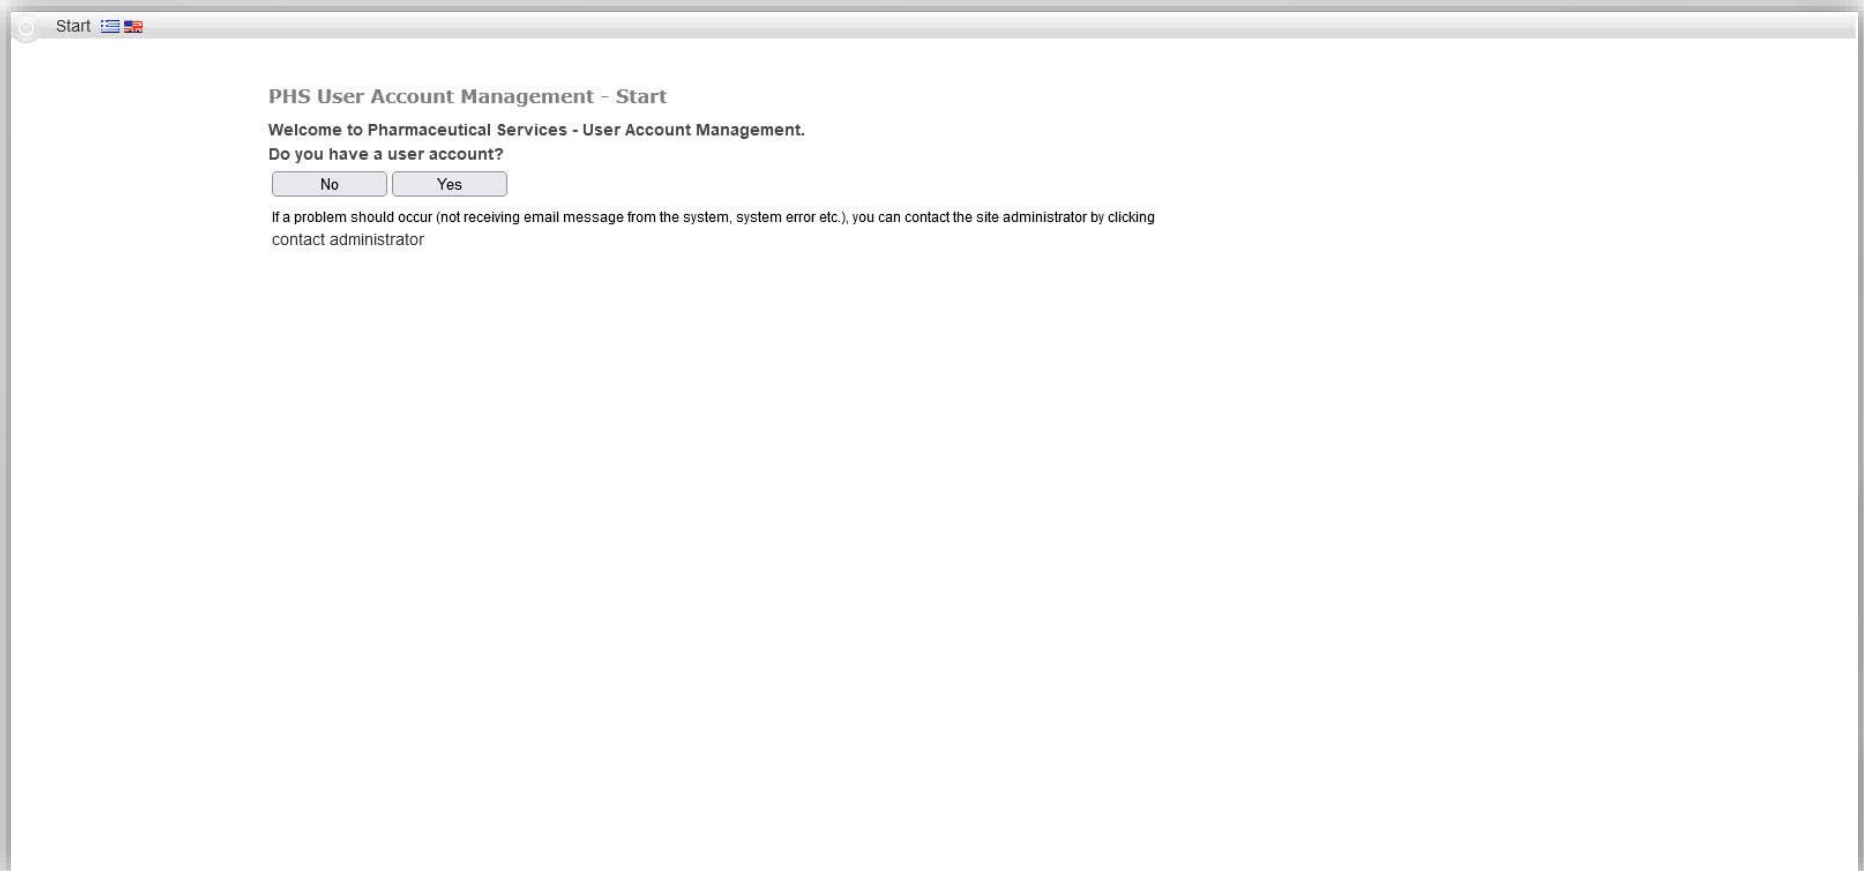 Start
PHS User Account Management - Start
Welcome to Pharmaceutical Services - User Account Management.
Do you have a user account?
No Yes
If a problem should occur (not receiving email message from the system, system error etc.), you can contact the site administrator by clicking
contact administrator